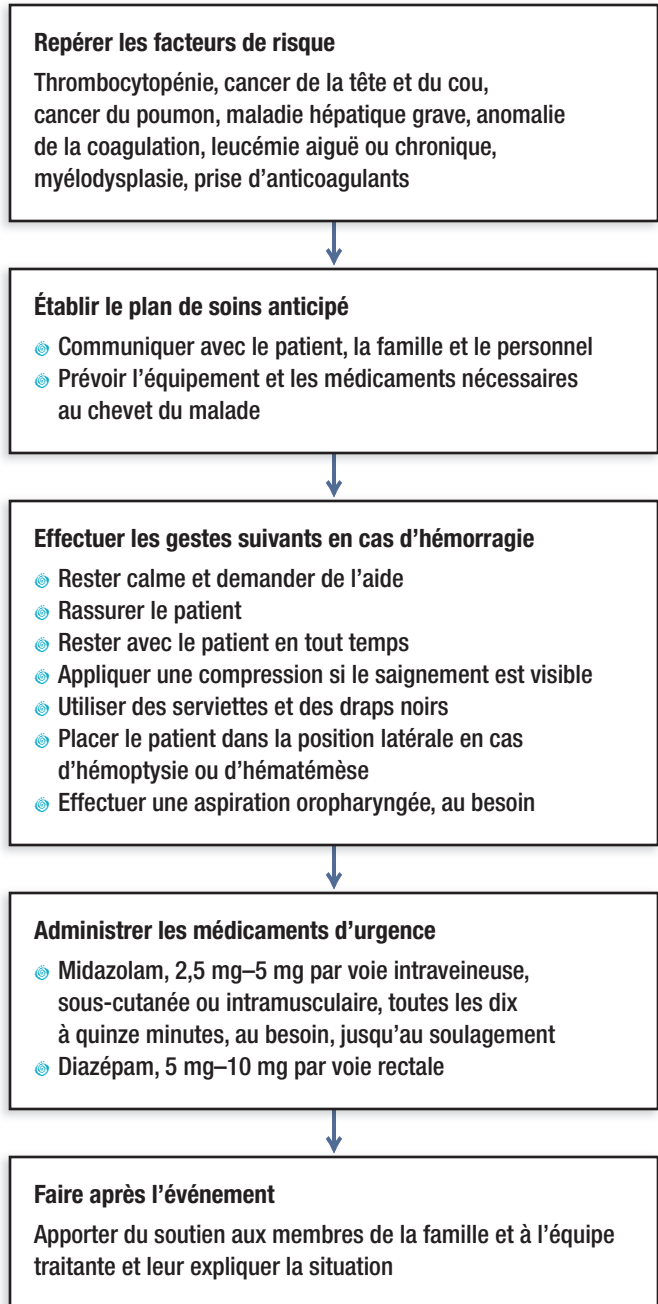 Repérer les facteurs de risque
Thrombocytopénie, cancer de la tête et du cou,
cancer du poumon, maladie hépatique grave, anomalie
de la coagulation, leucémie aiguë ou chronique,
myélodysplasie, prise d’anticoagulants
Établir le plan de soins anticipé
Communiquer avec le patient, la famille et le personnel
Prévoir l’équipement et les médicaments nécessaires
au chevet du malade
Effectuer les gestes suivants en cas d’hémorragie
Rester calme et demander de l’aide
Rassurer le patient
Rester avec le patient en tout temps
Appliquer une compression si le saignement est visible
Utiliser des serviettes et des draps noirs
Placer le patient dans la position latérale en cas
d’hémoptysie ou d’hématémèse
Effectuer une aspiration oropharyngée, au besoin
Administrer les médicaments d’urgence
Midazolam, 2,5 mg–5 mg par voie intraveineuse,
sous-cutanée ou intramusculaire, toutes les dix
à quinze minutes, au besoin, jusqu’au soulagement
Diazépam, 5 mg–10 mg par voie rectale
Faire après l’événement
Apporter du soutien aux membres de la famille et à l’équipe
traitante et leur expliquer la situation